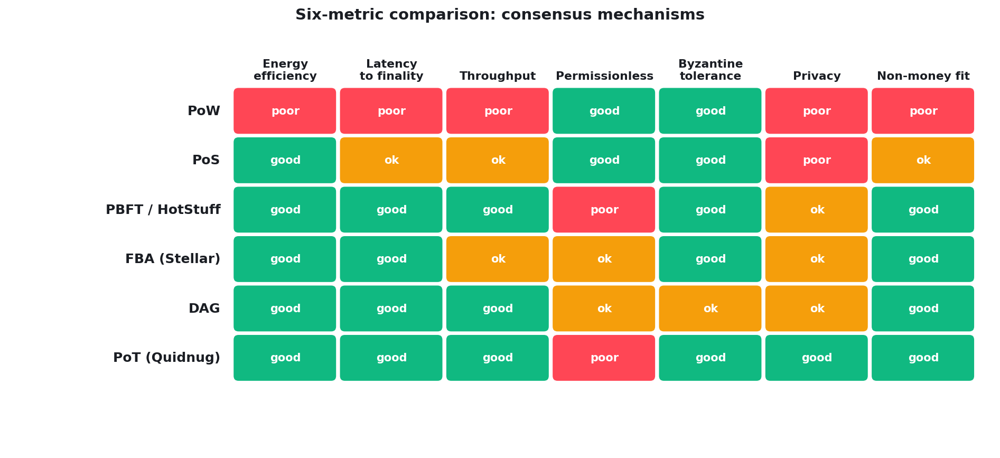 Six-metric comparison: consensus mechanisms
Energy
efficiency
Latency
to finality
Throughput
Permissionless
Byzantine
tolerance
Privacy
Non-money fit
PoW poor poor poor good good poor poor
PoS good ok ok good good poor ok
PBFT / HotStuff good good good poor good ok good
FBA (Stellar) good good ok ok good ok good
DAG good good good ok ok ok good
PoT (Quidnug) good good good poor good good good